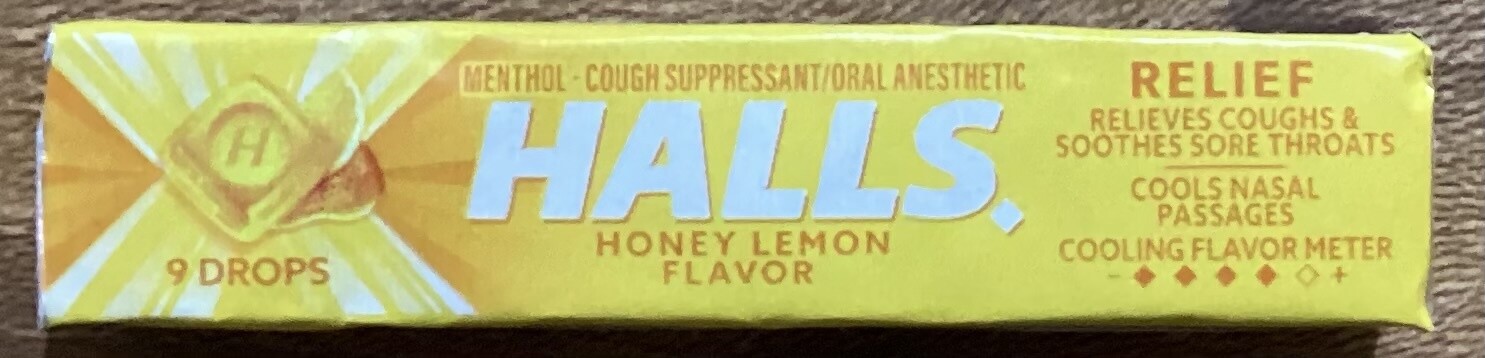 H
9 DROPS
MENTHOL - COUGH SUPPRESSANT/ORAL ANESTHETIC
HALLS
HONEY LEMON
FLAVOR
RELIEF
RELIEVES COUGHS &
SOOTHES SORE THROATS
COOLS NASAL
PASSAGES
COOLING FLAVOR METER
- ◆ ◆ ◆ ◆ ◇ +